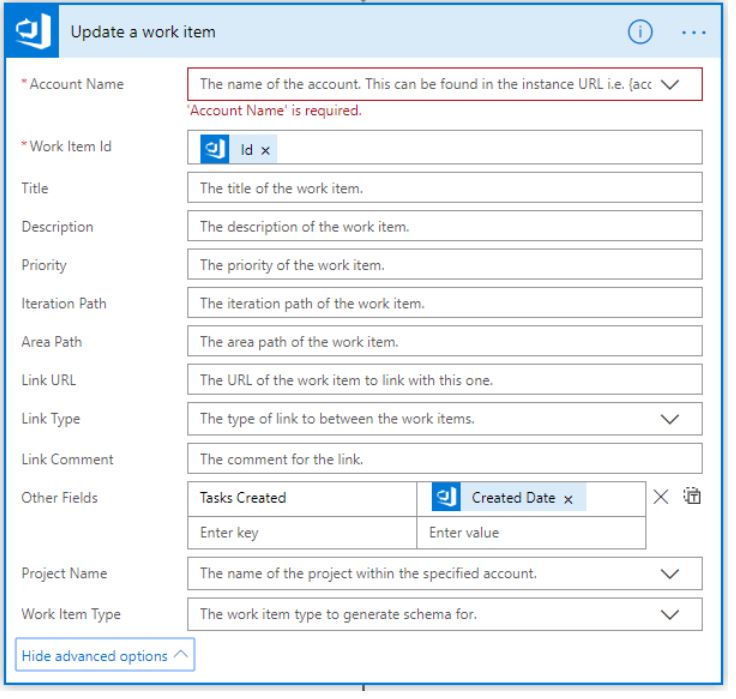 Update a work item
* Account Name
The name of the account. This can be found in the instance URL i.e. {acc
'Account Name' is required.
* Work Item Id
Id ×
Title
The title of the work item.
Description
The description of the work item.
Priority
The priority of the work item.
Iteration Path
The iteration path of the work item.
Area Path
The area path of the work item.
Link URL
The URL of the work item to link with this one.
Link Type
The type of link to between the work items.
Link Comment
The comment for the link.
Other Fields
Tasks Created
Created Date ×
Enter key
Enter value
Project Name
The name of the project within the specified account.
Work Item Type
The work item type to generate schema for.
Hide advanced options